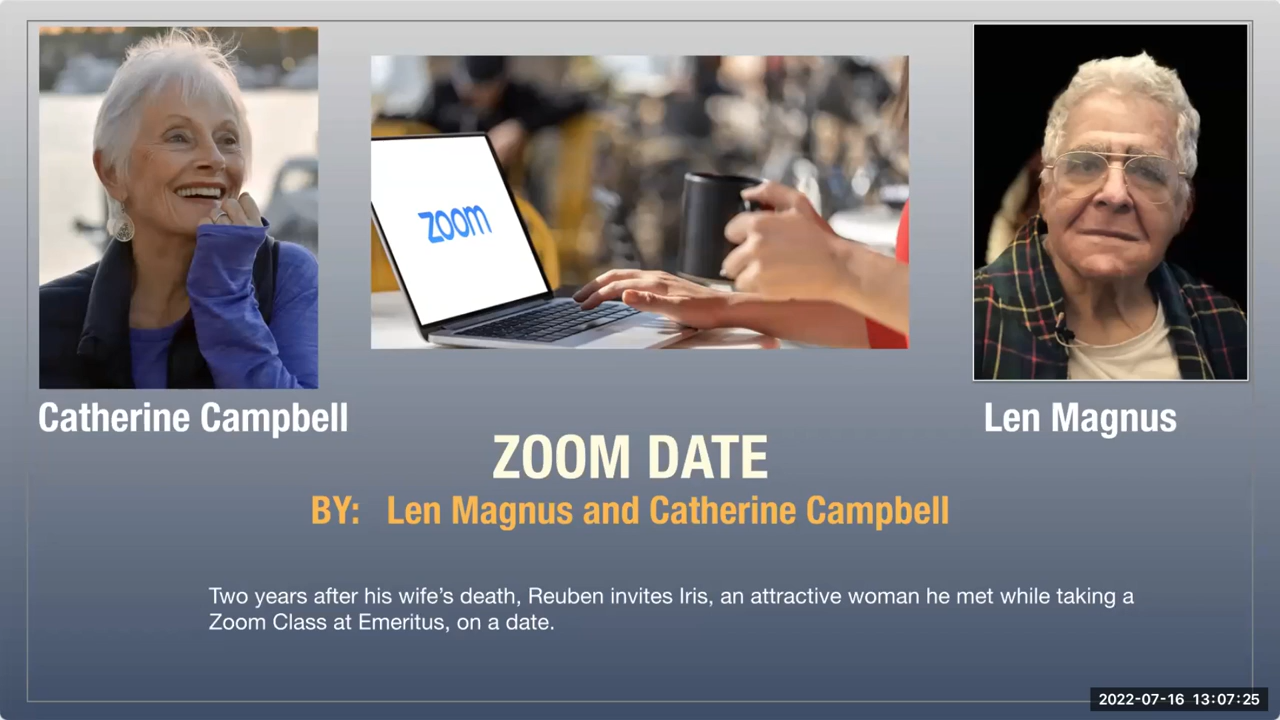 zoom
Catherine Campbell
Len Magnus
ZOOM DATE
BY: Len Magnus and Catherine Campbell
Two years after his wife’s death, Reuben invites Iris, an attractive woman he met while taking a
Zoom Class at Emeritus, on a date.
2022-07-16 13:07:25